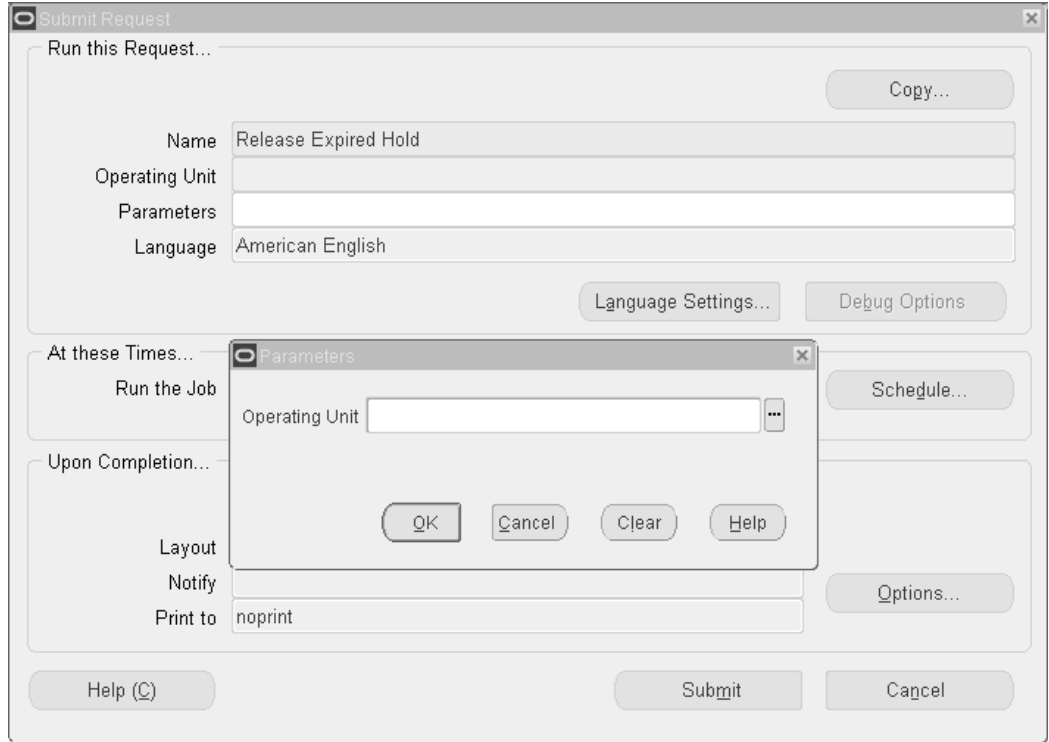 Submit Request
Run this Request...
Copy...
Name Release Expired Hold
Operating Unit
Parameters
Language American English
Language Settings... Debug Options
At these Times...
Run the Job
Schedule...
Parameters
Operating Unit
OK Cancel Clear Help
Upon Completion...
Layout
Notify
Options...
Print to noprint
Help (C) Submit Cancel